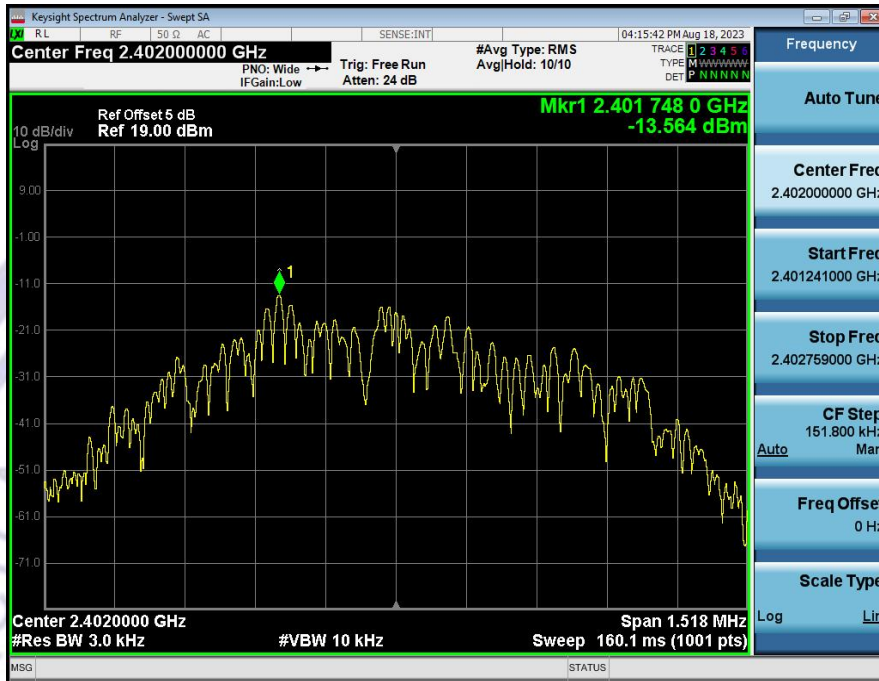 Keysight Spectrum Analyzer - Swept SA
LXI RL RF 50 Ω AC SENSE:INT 04:15:42 PM Aug 18, 2023
Center Freq 2.402000000 GHz
PNO: Wide
IFGain:Low
Trig: Free Run
Atten: 24 dB
#Avg Type: RMS
Avg|Hold: 10/10
TRACE 1 2 3 4 5 6
TYPE M WWWWW
DET P N N N N N
Mkr1 2.401 748 0 GHz
-13.564 dBm
Ref Offset 5 dB
10 dB/div Ref 19.00 dBm
Log
9.00
-1.00
-11.0
-21.0
-31.0
-41.0
-51.0
-61.0
-71.0
1
Center 2.4020000 GHz Span 1.518 MHz
#Res BW 3.0 kHz #VBW 10 kHz Sweep 160.1 ms (1001 pts)
MSG STATUS
Frequency
Auto Tune
Center Freq
2.402000000 GHz
Start Freq
2.401241000 GHz
Stop Freq
2.402759000 GHz
CF Step
151.800 kHz
Auto Man
Freq Offset
0 Hz
Scale Type
Log Lin